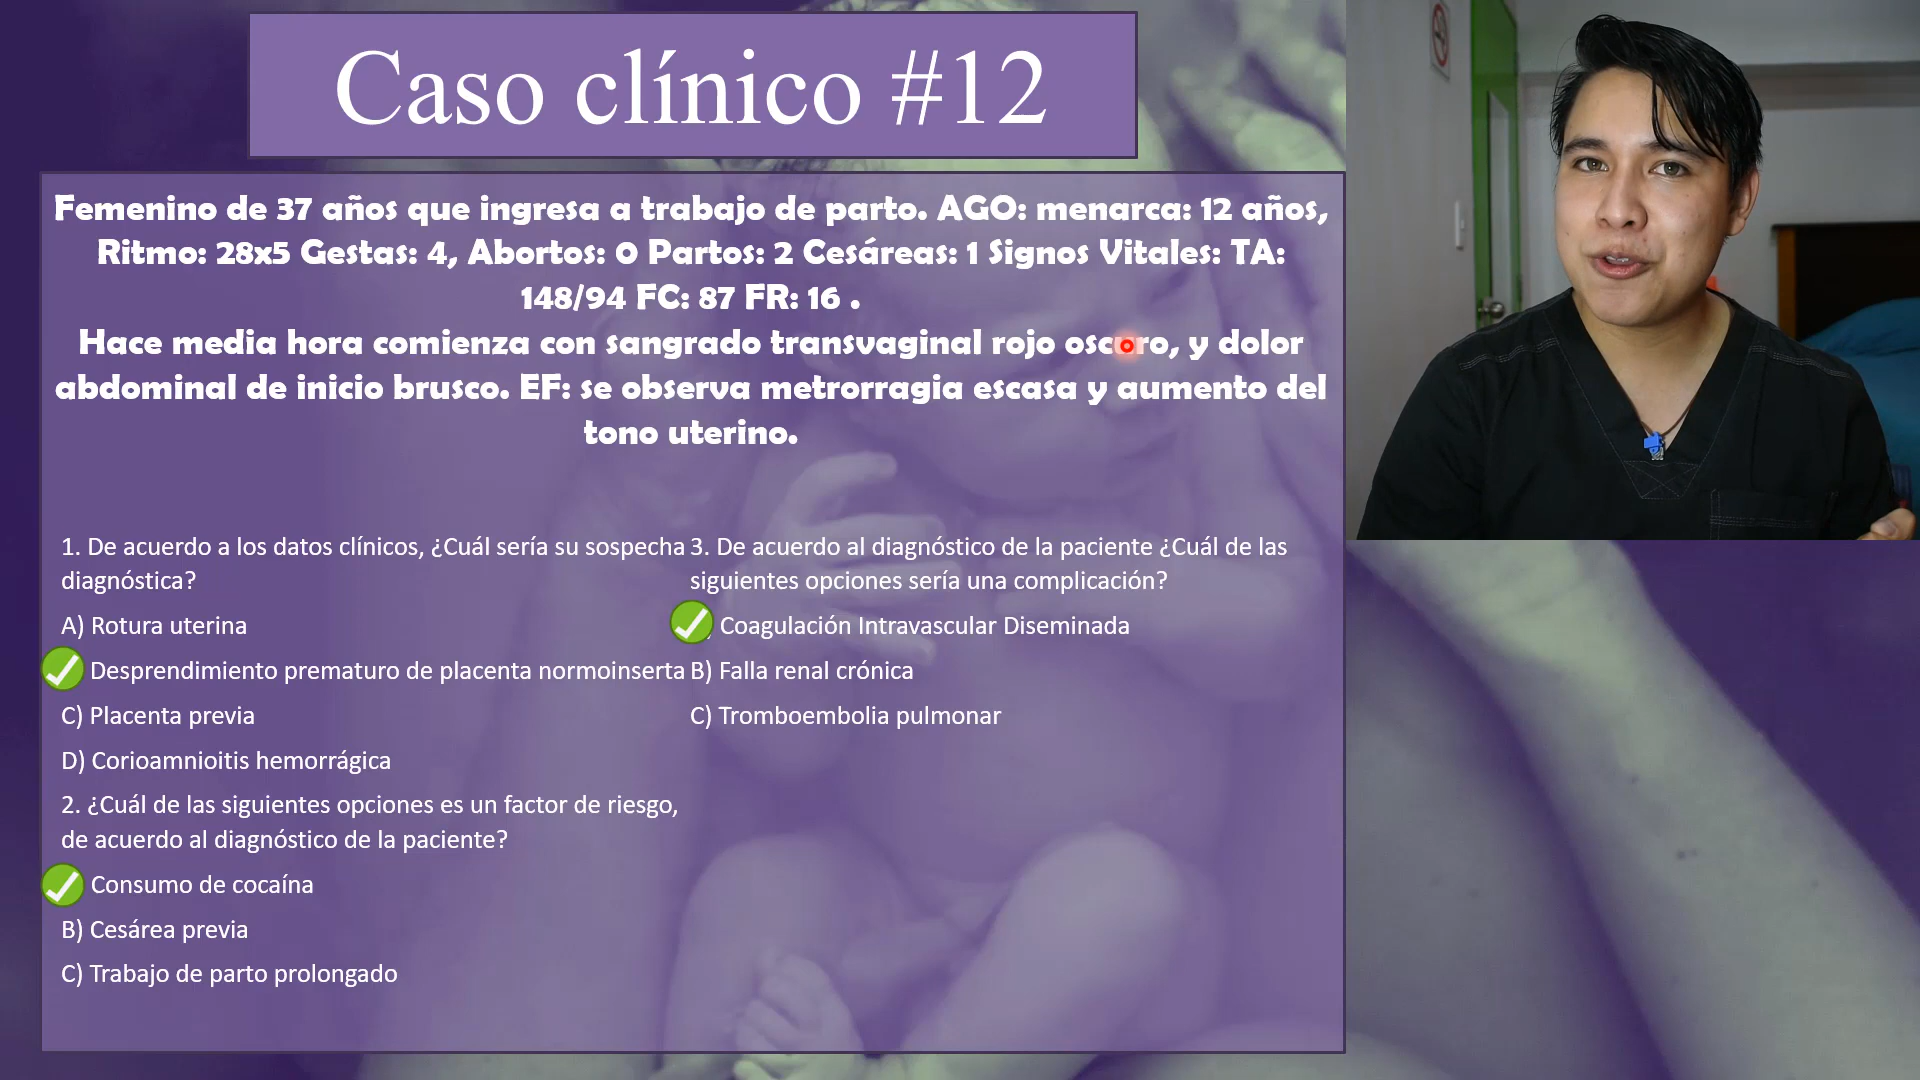 Caso clínico #12
Femenino de 37 años que ingresa a trabajo de parto. AGO: menarca: 12 años,
Ritmo: 28x5 Gestas: 4, Abortos: 0 Partos: 2 Cesáreas: 1 Signos Vitales: TA:
148/94 FC: 87 FR: 16 .
Hace media hora comienza con sangrado transvaginal rojo oscuro, y dolor
abdominal de inicio brusco. EF: se observa metrorragia escasa y aumento del
tono uterino.
1. De acuerdo a los datos clínicos, ¿Cuál sería su sospecha
diagnóstica?
A) Rotura uterina
Desprendimiento prematuro de placenta normoinserta
C) Placenta previa
D) Corioamnioitis hemorrágica
2. ¿Cuál de las siguientes opciones es un factor de riesgo,
de acuerdo al diagnóstico de la paciente?
Consumo de cocaína
B) Cesárea previa
C) Trabajo de parto prolongado
3. De acuerdo al diagnóstico de la paciente ¿Cuál de las
siguientes opciones sería una complicación?
Coagulación Intravascular Diseminada
B) Falla renal crónica
C) Tromboembolia pulmonar